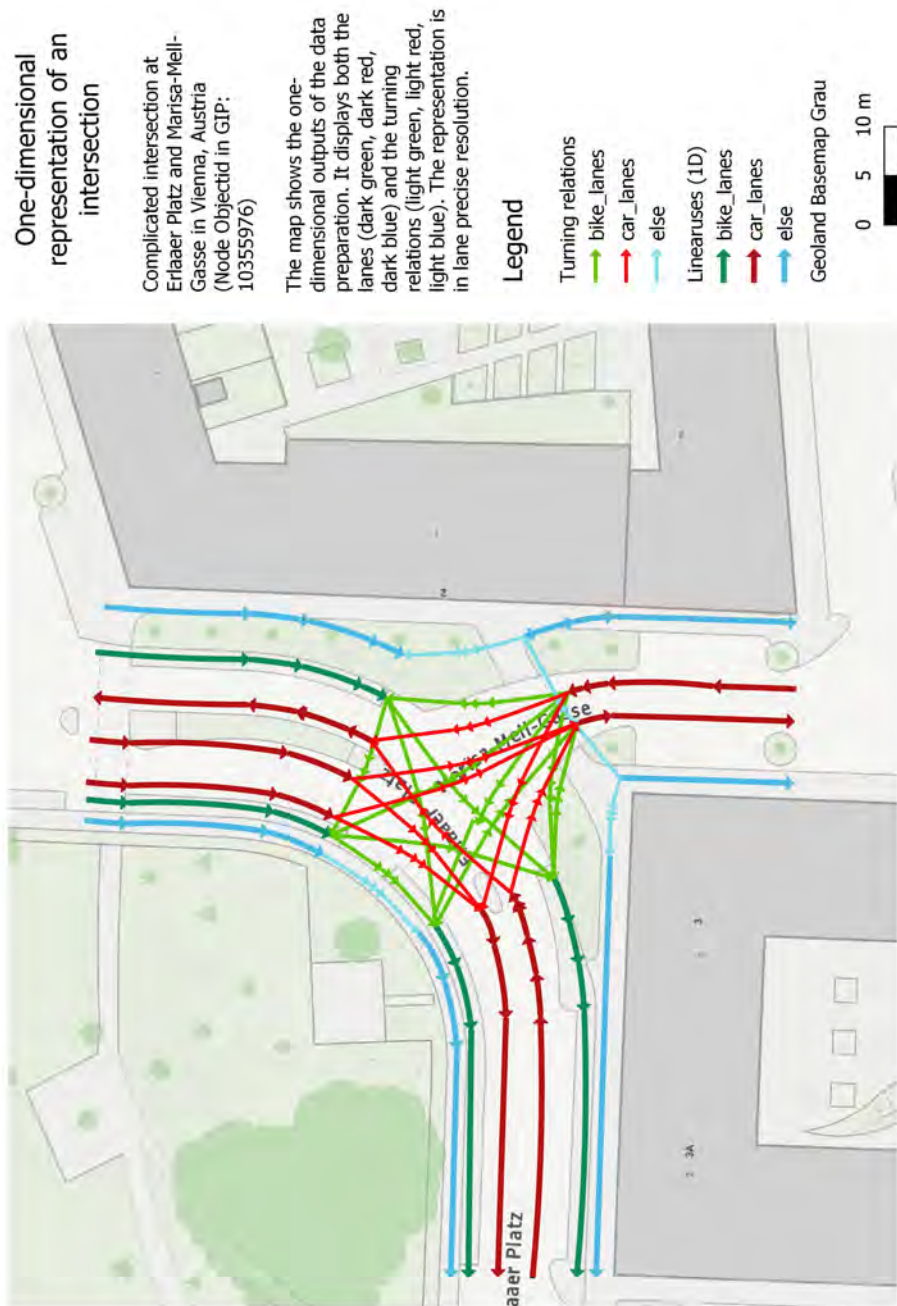 One-dimensional
representation of an
intersection
Complicated intersection at
Erlaaer Platz and Marisa-Mell-
Gasse in Vienna, Austria
(Node Objectid in GIP:
10355976)
The map shows the one-
dimensional outputs of the data
preparation. It displays both the
lanes (dark green, dark red,
dark blue) and the turning
relations (light green, light red,
light blue). The representation is
in lane precise resolution.
Legend
Turning relations
bike_lanes
car_lanes
else
Linearuses (1D)
bike_lanes
car_lanes
else
Geoland Basemap Grau
0 5 10 m
2
3
3A
aaer Platz